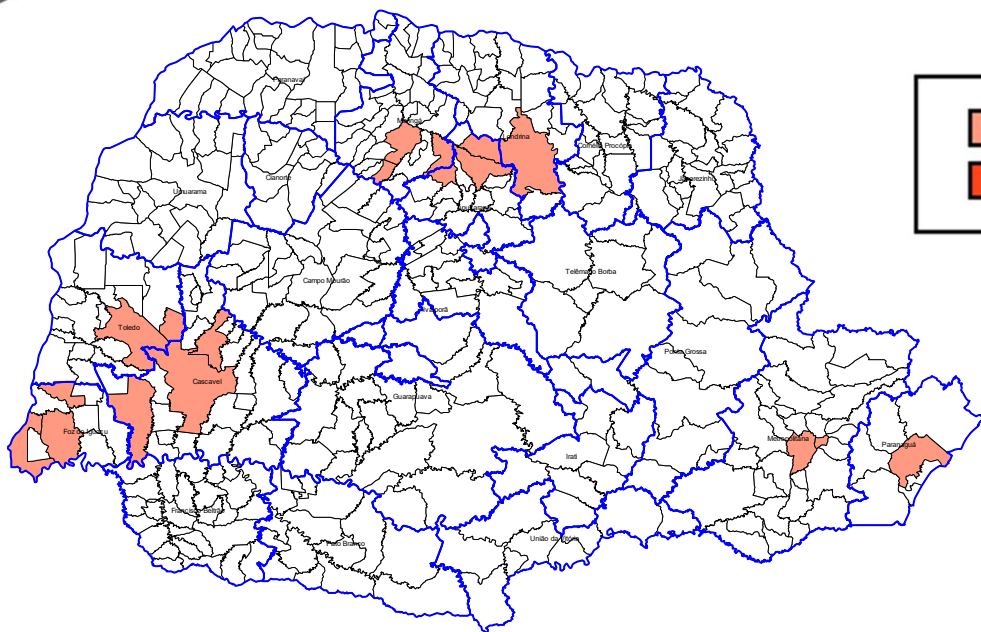 Paranavaí
Maringá
Londrina
Cornélio Procópio
Jacarezinho
Cianorte
Umuarama
Apucarana
Telêmaco Borba
Campo Mourão
Ivaiporã
Toledo
Ponta Grossa
Cascavel
Guarapuava
Foz do Iguaçu
Metropolitana
Paranaguá
Irati
Francisco Beltrão
União da Vitória
Pato Branco